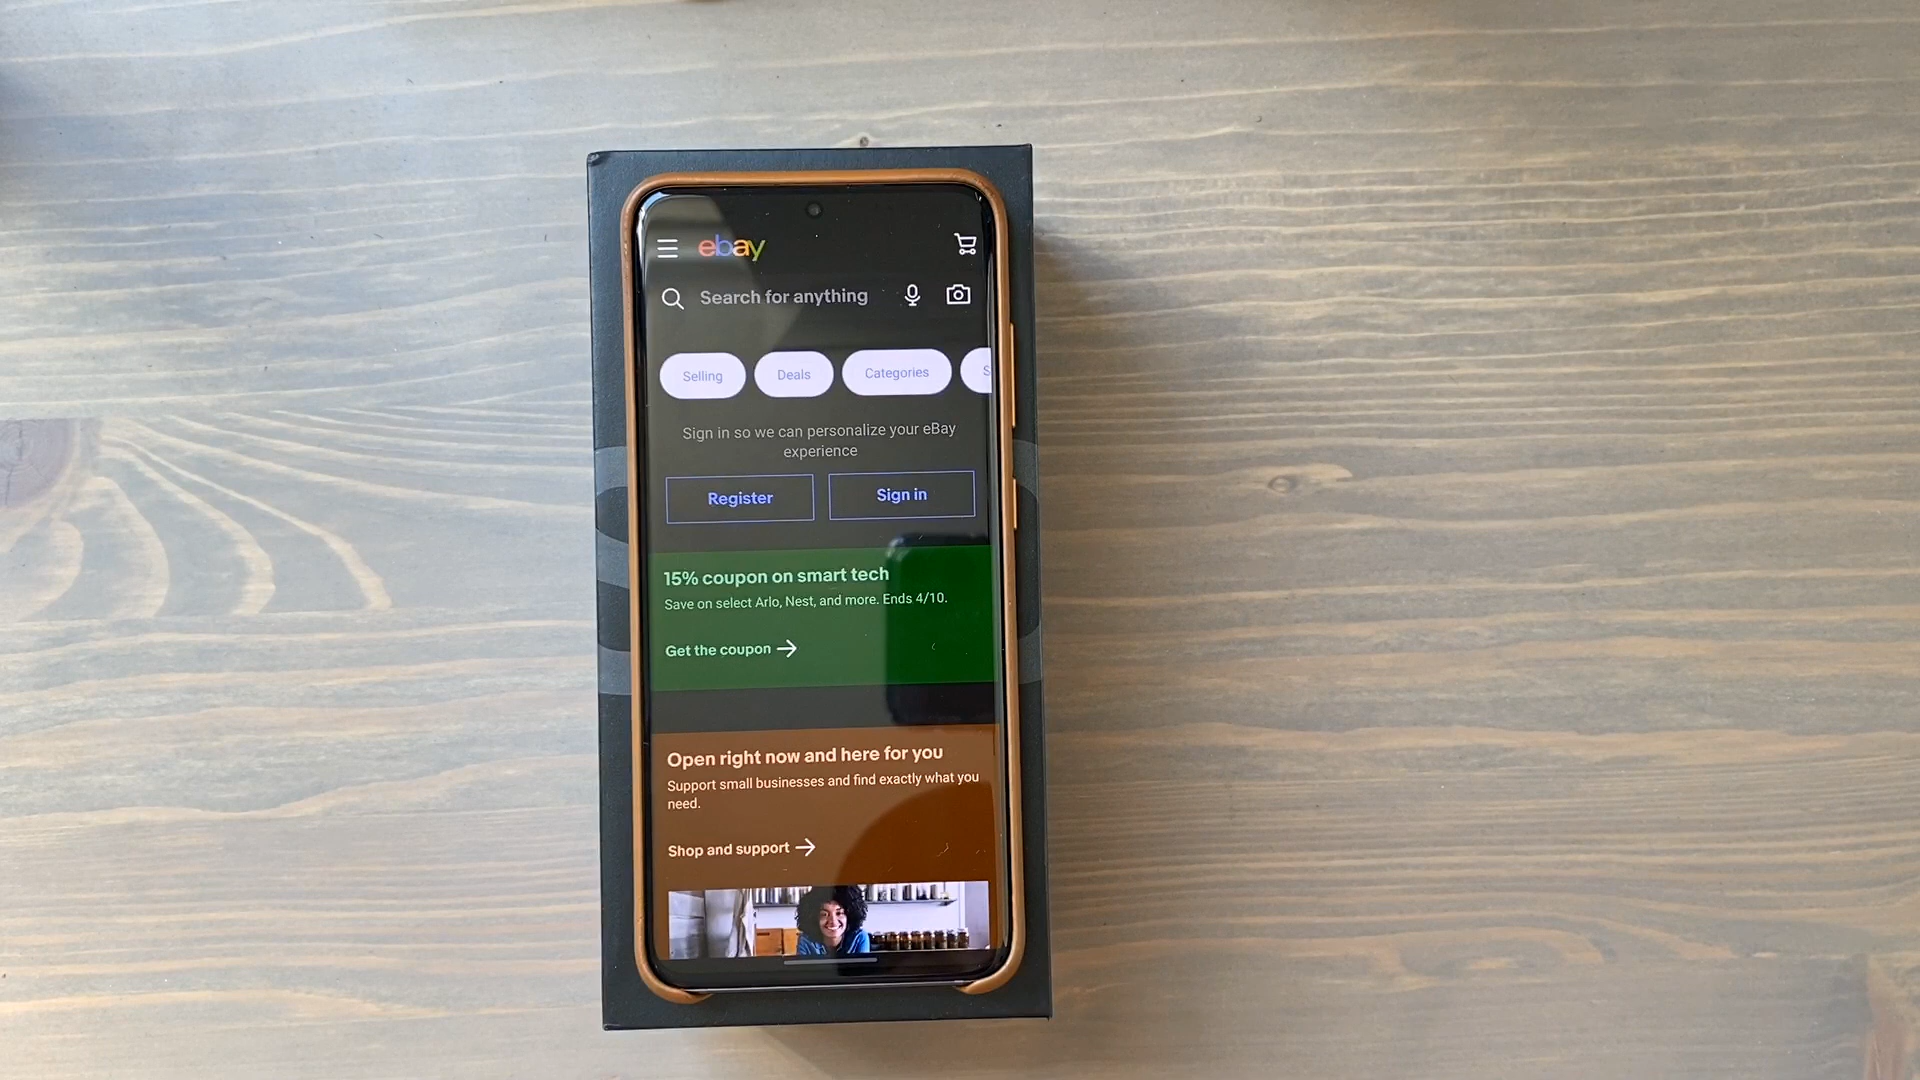 ebay
Search for anything
Selling
Deals
Categories
S
Sign in so we can personalize your eBay
experience
Register
Sign in
15% coupon on smart tech
Save on select Arlo, Nest, and more. Ends 4/10.
Get the coupon
Open right now and here for you
Support small businesses and find exactly what you
need.
Shop and support